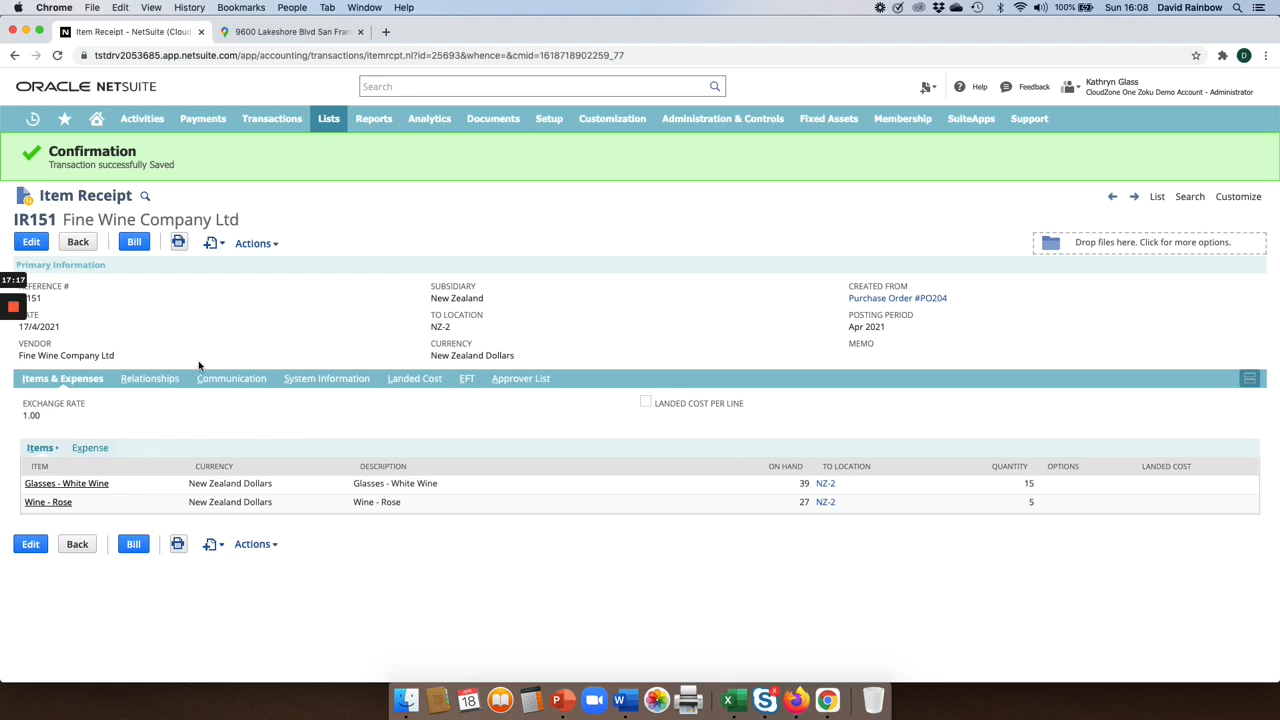 Chrome File Edit View History Bookmarks People Tab Window Help 100% Sun 16:08 David Rainbow
Item Receipt - NetSuite (Cloud 9600 Lakeshore Blvd San Fran
tstdrv2053685.app.netsuite.com/app/accounting/transactions/itemrcpt.nl?id=25693&whence=&cmid=1618718902259_77 D
ORACLE NETSUITE Search Help Feedback Kathryn Glass
CloudZone One Zoku Demo Account - Administrator
Activities Payments Transactions Lists Reports Analytics Documents Setup Customization Administration & Controls Fixed Assets Membership SuiteApps Support
Confirmation
Transaction successfully Saved
Item Receipt List Search Customize
IR151 Fine Wine Company Ltd
Edit Back Bill Actions Drop files here. Click for more options.
Primary Information
17:17
REFERENCE # SUBSIDIARY CREATED FROM
151 New Zealand Purchase Order #PO204
DATE TO LOCATION POSTING PERIOD
17/4/2021 NZ-2 Apr 2021
VENDOR CURRENCY MEMO
Fine Wine Company Ltd New Zealand Dollars
Items & Expenses Relationships Communication System Information Landed Cost EFT Approver List
EXCHANGE RATE LANDED COST PER LINE
1.00
Items • Expense
ITEM CURRENCY DESCRIPTION ON HAND TO LOCATION QUANTITY OPTIONS LANDED COST
Glasses - White Wine New Zealand Dollars Glasses - White Wine 39 NZ-2 15
Wine - Rose New Zealand Dollars Wine - Rose 27 NZ-2 5
Edit Back Bill Actions
APR
18